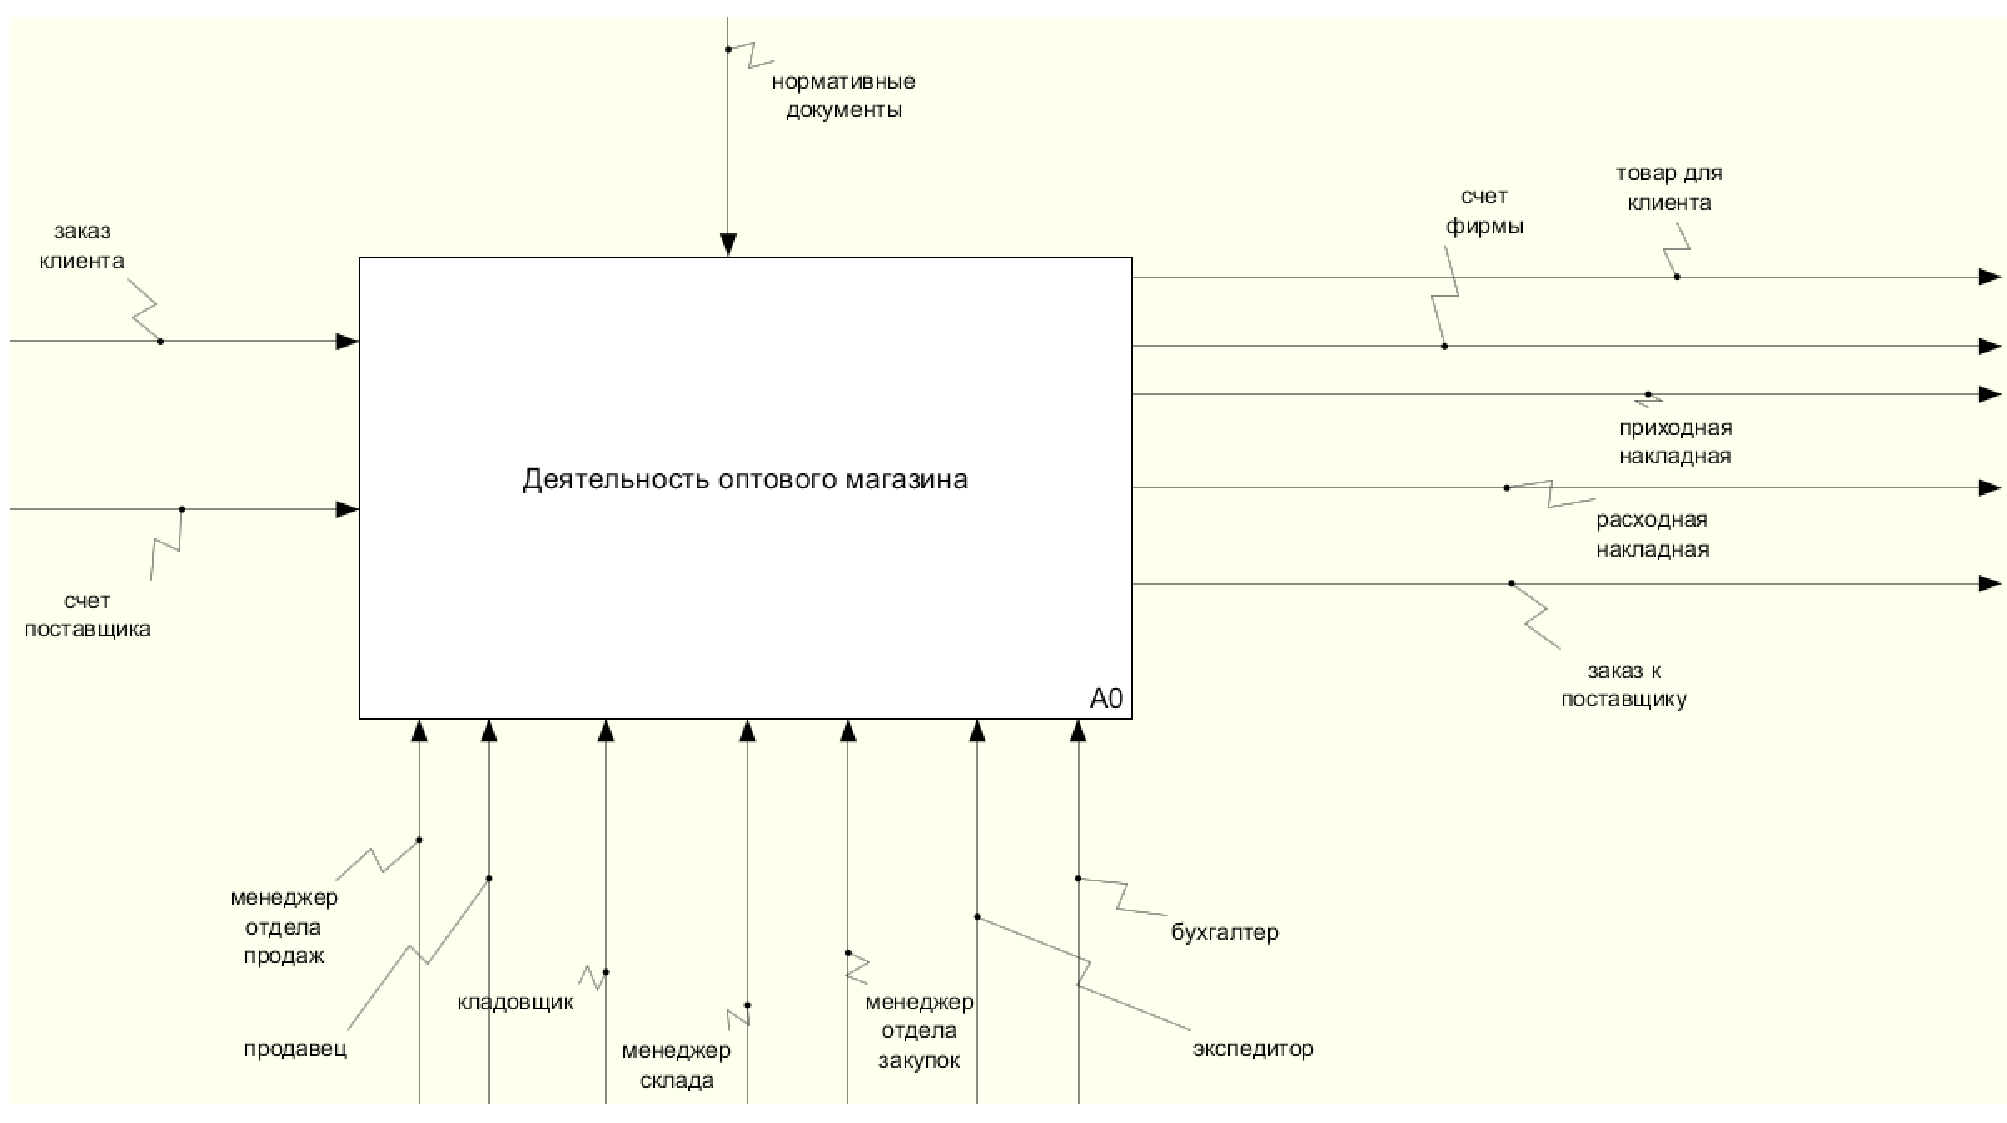 нормативные
документы
товар для
клиента
счет
фирмы
заказ
клиента
приходная
накладная
Деятельность оптового магазина
расходная
накладная
счет
поставщика
заказ к
поставщику
A0
менеджер
отдела
продаж
бухгалтер
кладовщик
менеджер
отдела
закупок
продавец
менеджер
склада
экспедитор